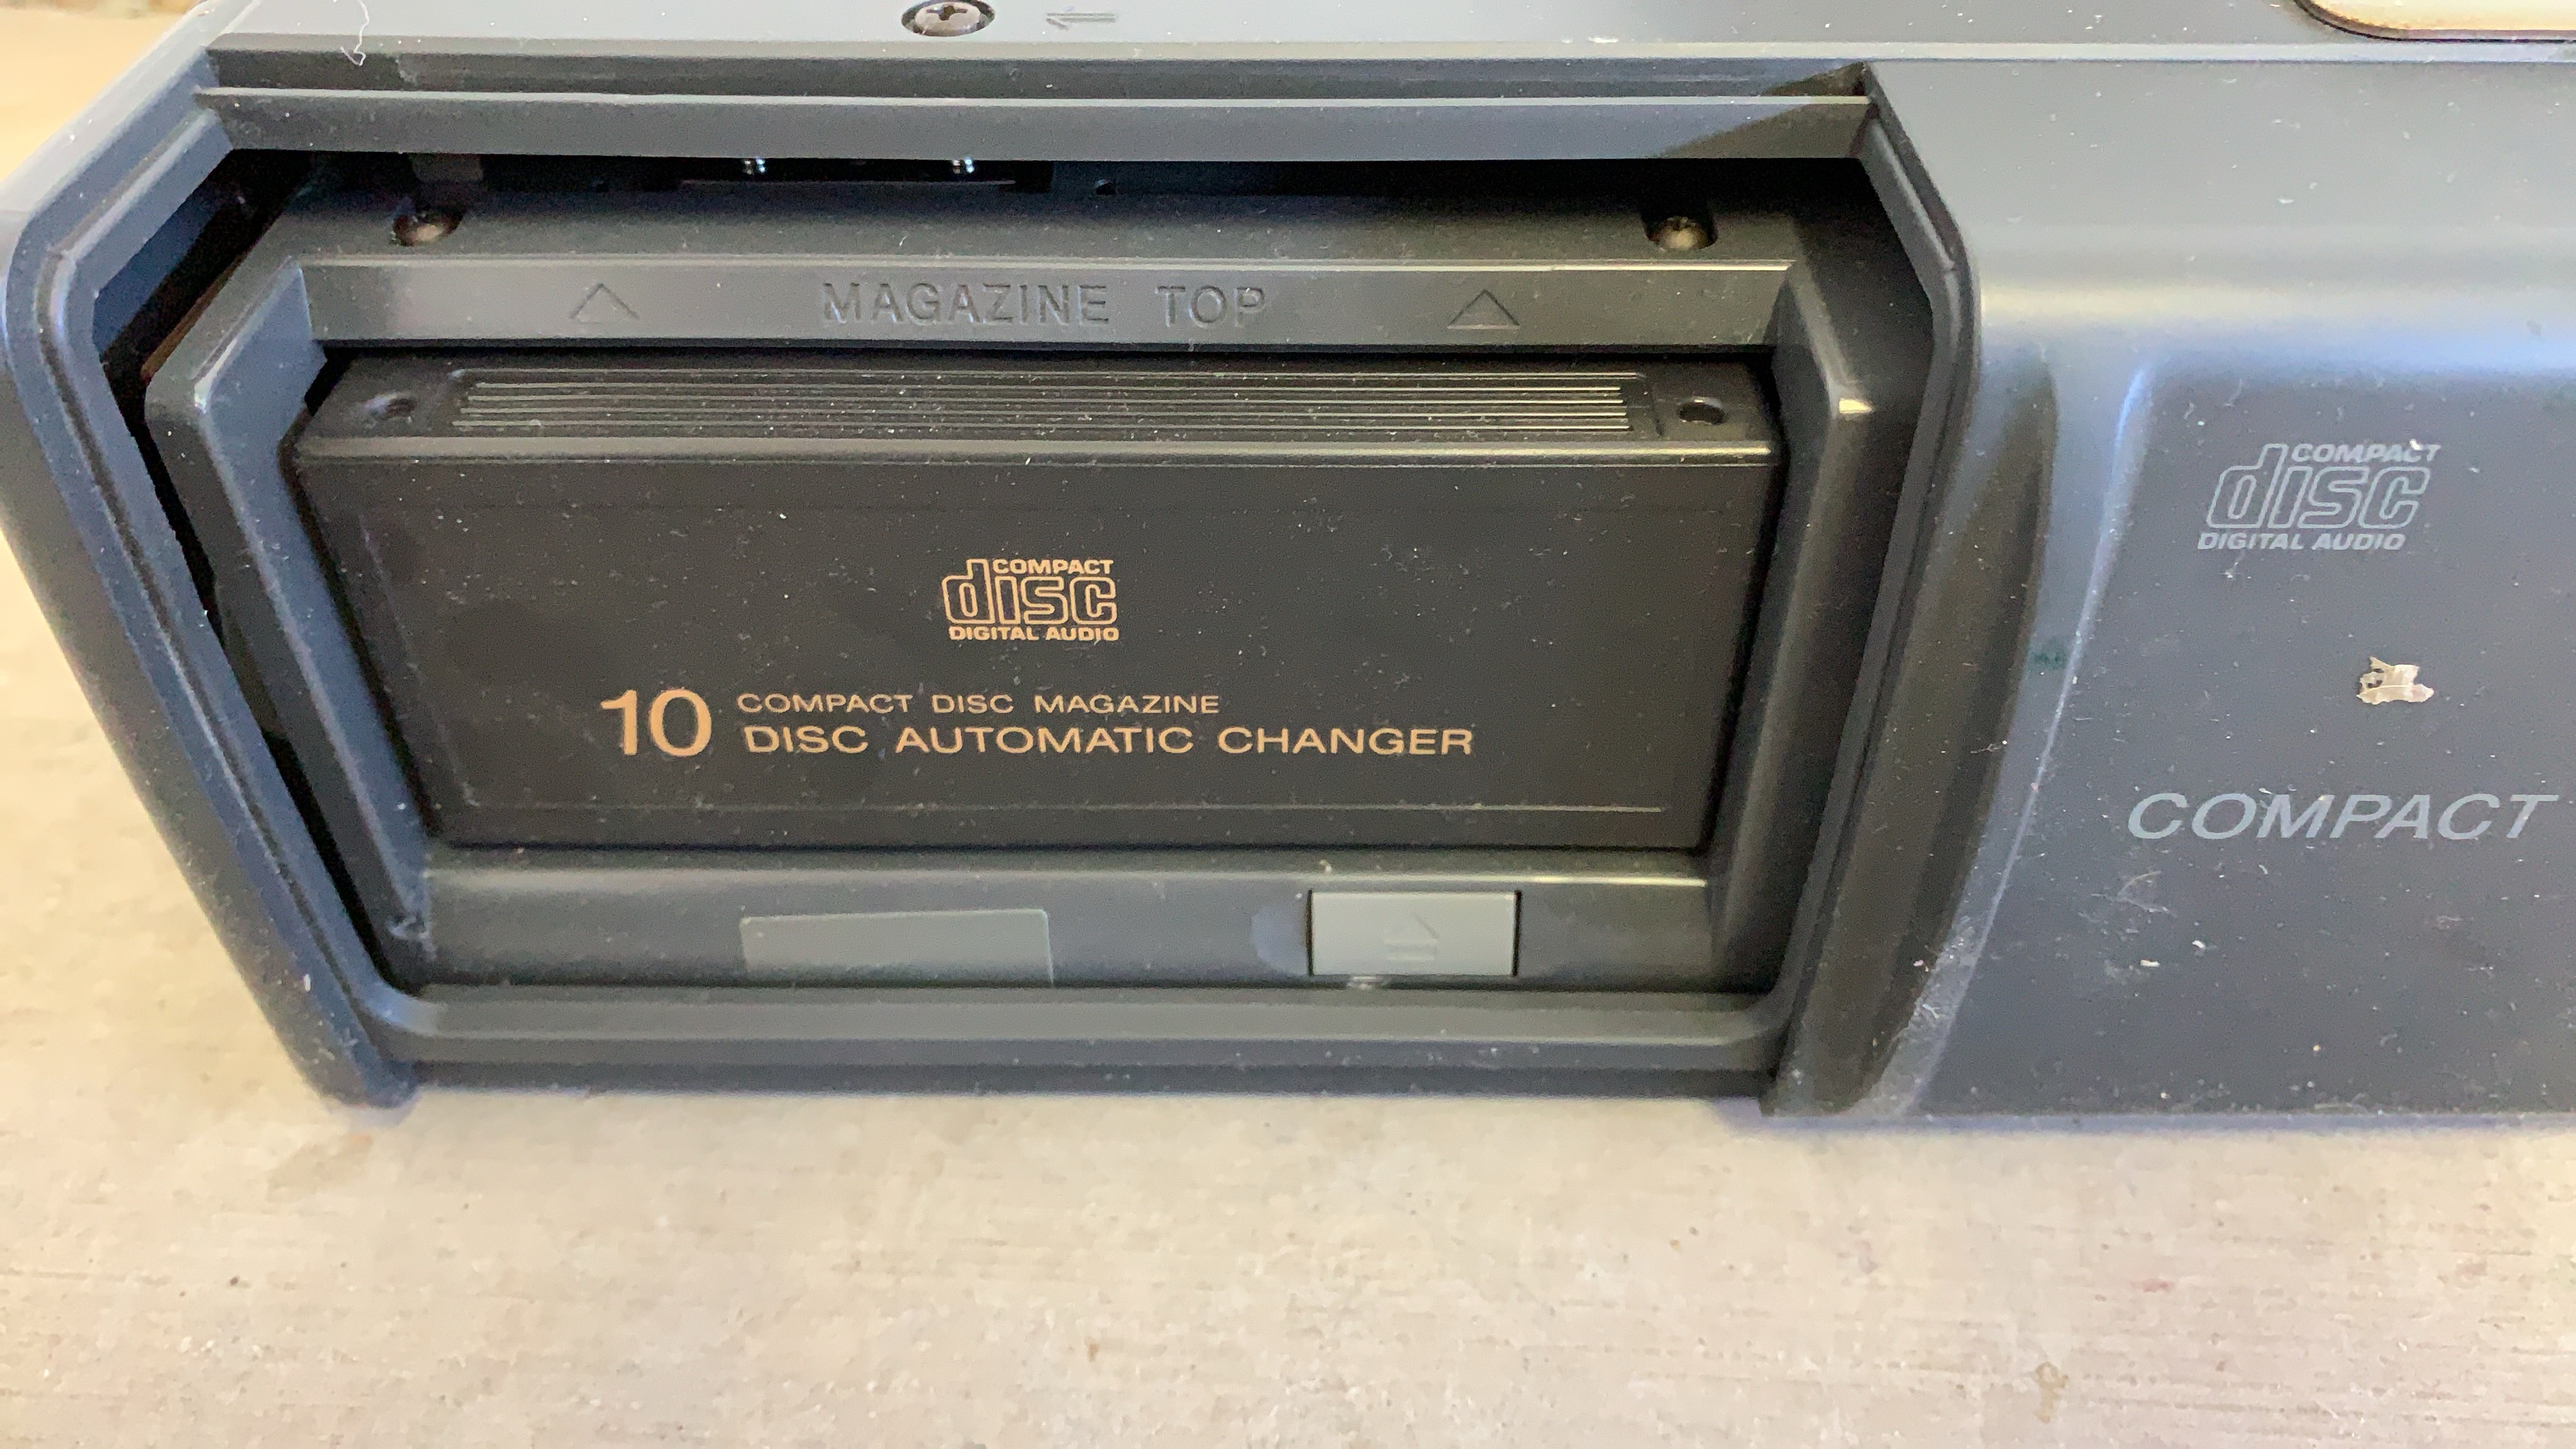 MAGAZINE TOP
COMPACT
disc
DIGITAL AUDIO
10 COMPACT DISC MAGAZINE
DISC AUTOMATIC CHANGER
COMPACT
disc
DIGITAL AUDIO
COMPACT